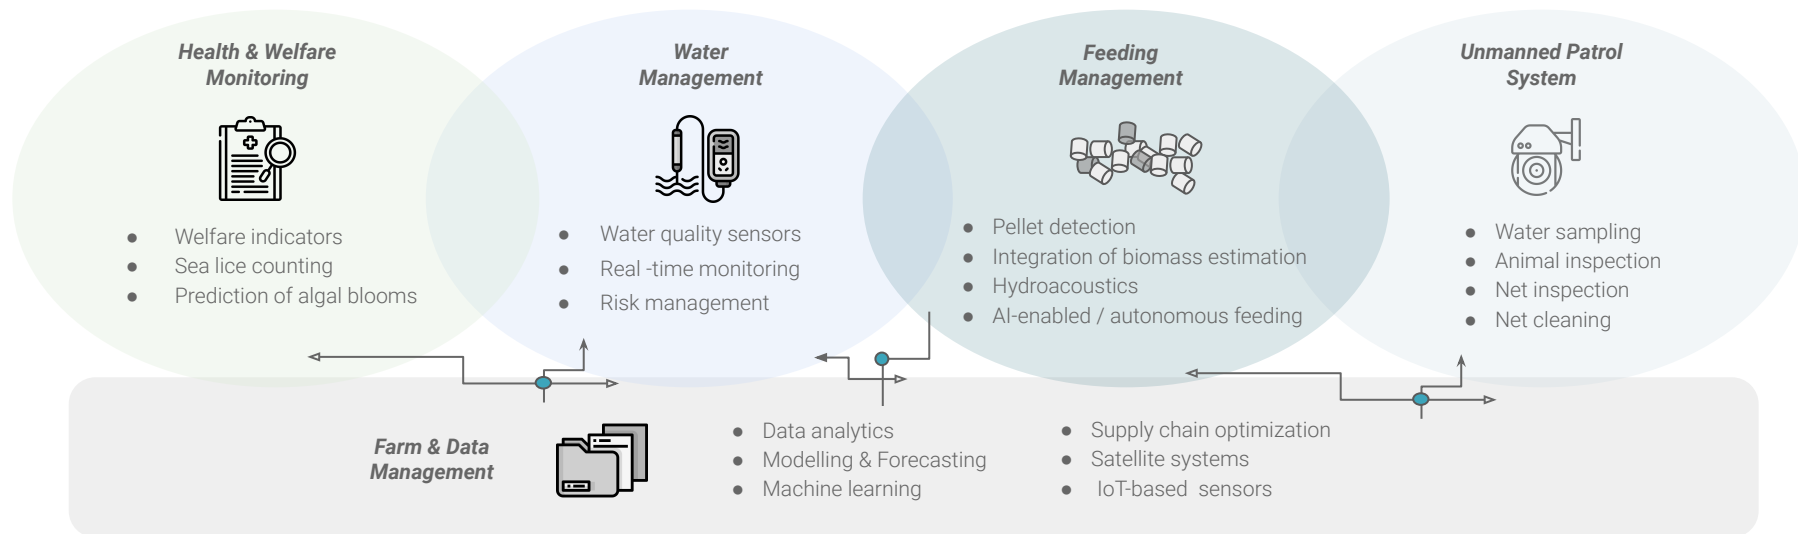 Health & Welfare
Monitoring
● Welfare indicators
● Sea lice counting
● Prediction of algal blooms
Water
Management
● Water quality sensors
● Real -time monitoring
● Risk management
Feeding
Management
● Pellet detection
● Integration of biomass estimation
● Hydroacoustics
● AI-enabled / autonomous feeding
Unmanned Patrol
System
● Water sampling
● Animal inspection
● Net inspection
● Net cleaning
Farm & Data
Management
● Data analytics
● Modelling & Forecasting
● Machine learning
● Supply chain optimization
● Satellite systems
● IoT-based sensors